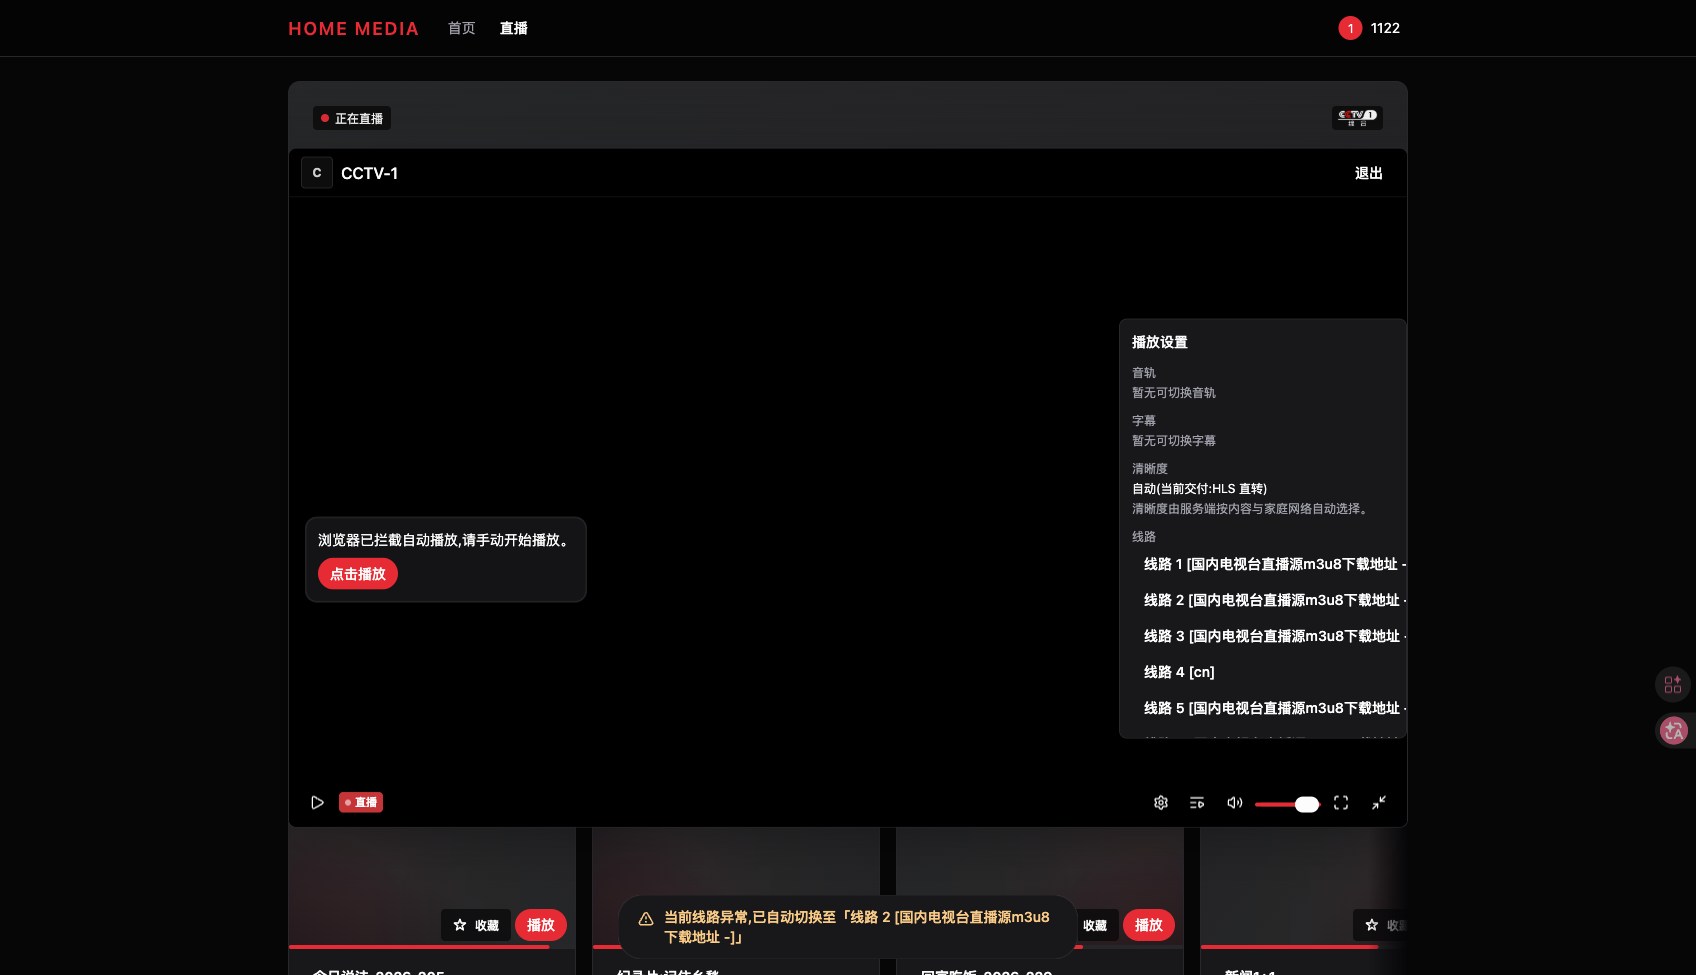 HOME MEDIA 首页 直播 1 1122
正在直播
CCTV 1
综合
C CCTV-1 退出
播放设置
音轨
暂无可切换音轨
字幕
暂无可切换字幕
清晰度
自动(当前交付:HLS 直转)
清晰度由服务端按内容与家庭网络自动选择。
线路
线路 1 [国内电视台直播源m3u8下载地址 -
线路 2 [国内电视台直播源m3u8下载地址 -
线路 3 [国内电视台直播源m3u8下载地址 -
线路 4 [cn]
线路 5 [国内电视台直播源m3u8下载地址 -
浏览器已拦截自动播放,请手动开始播放。
点击播放
直播
收藏 播放
收藏 播放
收藏
当前线路异常,已自动切换至「线路 2 [国内电视台直播源m3u8
下载地址 -]」